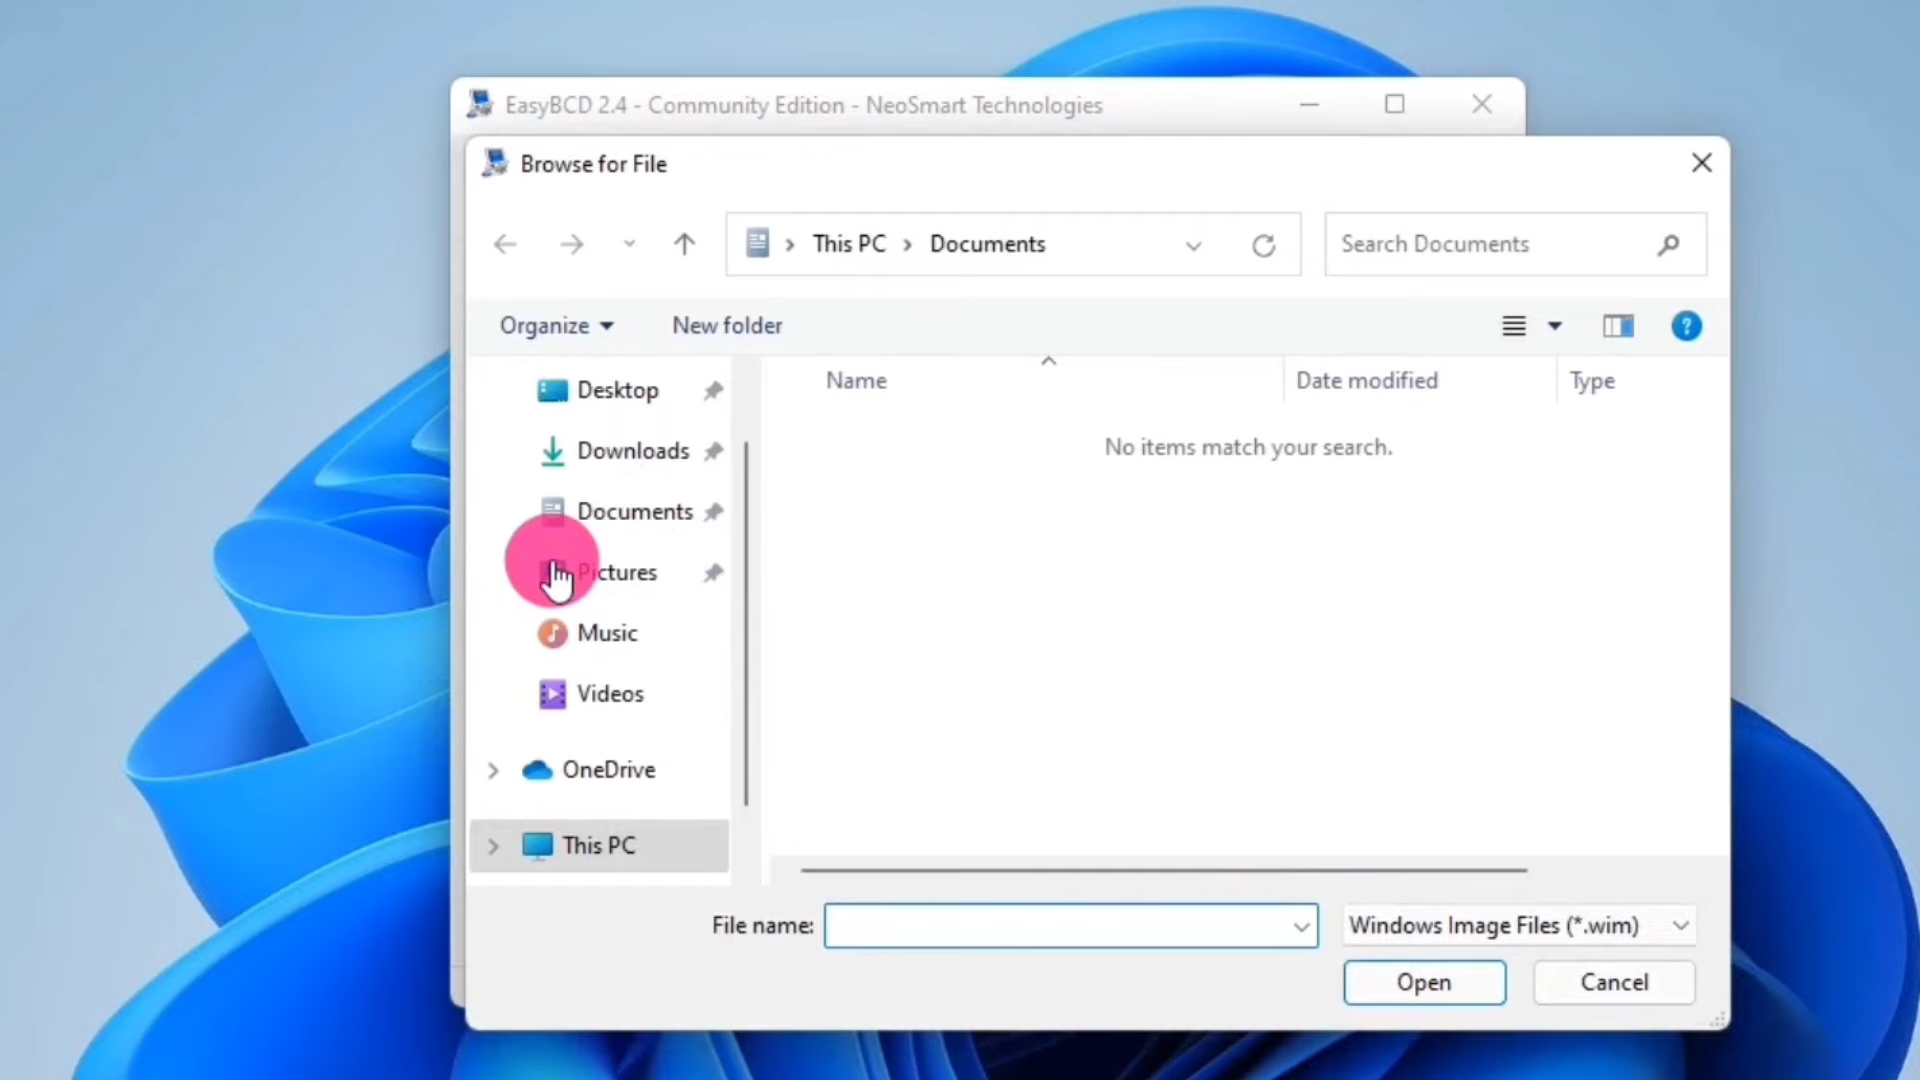 EasyBCD 2.4 - Community Edition - NeoSmart Technologies
Browse for File
This PC > Documents
Search Documents
Organize
New folder
Name
Date modified
Type
No items match your search.
Desktop
Downloads
Documents
Pictures
Music
Videos
OneDrive
This PC
File name:
Windows Image Files (*.wim)
Open
Cancel